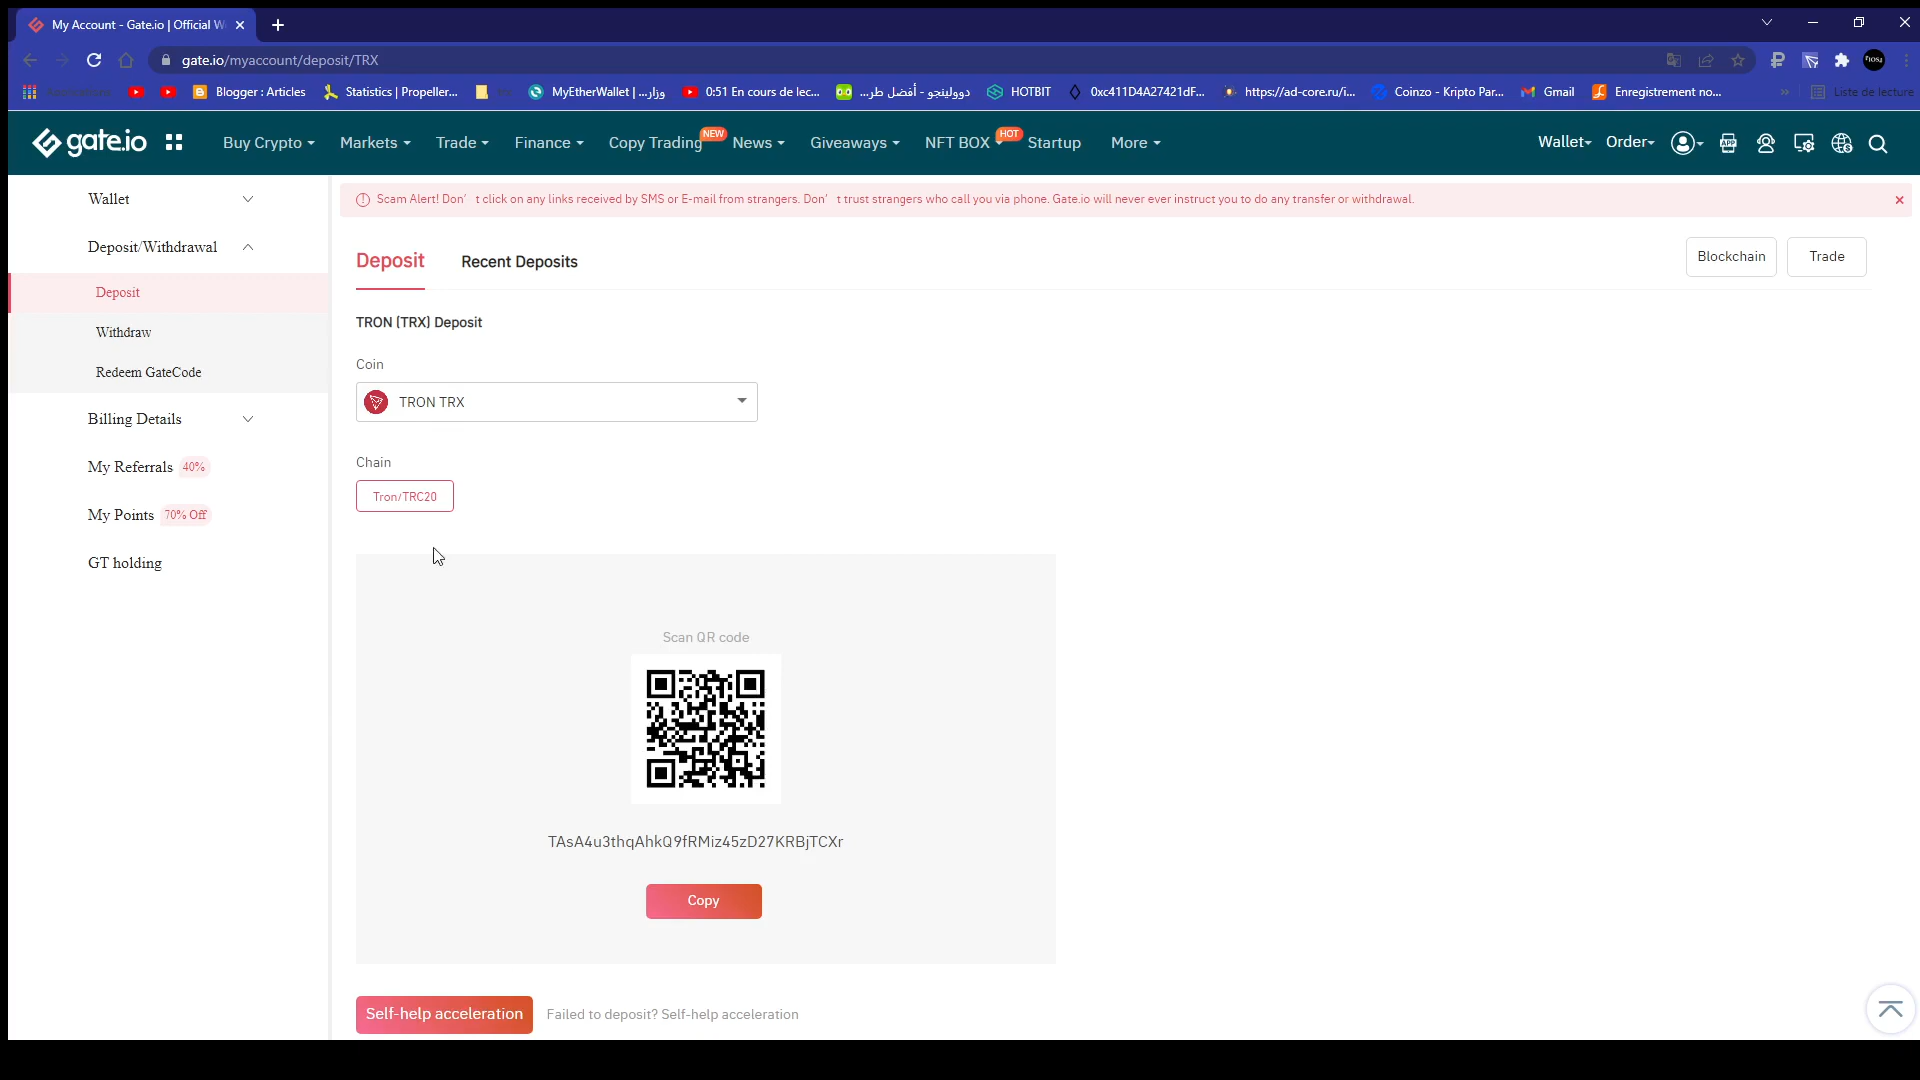 My Account - Gate.io | Official W
gate.io/myaccount/deposit/TRX
Blogger : Articles
Statistics | Propeller...
MyEtherWallet | ...وزار
0:51 En cours de lec...
دوولينجو - أفضل طر...
HOTBIT
0xc411D4A27421dF...
https://ad-core.ru/i...
Coinzo - Kripto Par...
Gmail
Enregistrement no...
»
Liste de lecture
gate.io
Buy Crypto
Markets
Trade
Finance
Copy Trading
NEW
News
Giveaways
NFT BOX
HOT
Startup
More
Wallet
Order
APP
Scam Alert! Don’ t click on any links received by SMS or E-mail from strangers. Don’ t trust strangers who call you via phone. Gate.io will never ever instruct you to do any transfer or withdrawal.
Wallet
Deposit/Withdrawal
Deposit
Withdraw
Redeem GateCode
Billing Details
My Referrals 40%
My Points 70% Off
GT holding
Deposit
Recent Deposits
Blockchain
Trade
TRON (TRX) Deposit
Coin
TRON TRX
Chain
Tron/TRC20
Scan QR code
TAsA4u3thqAhkQ9fRMiz45zD27KRBjTCXr
Copy
Self-help acceleration
Failed to deposit? Self-help acceleration